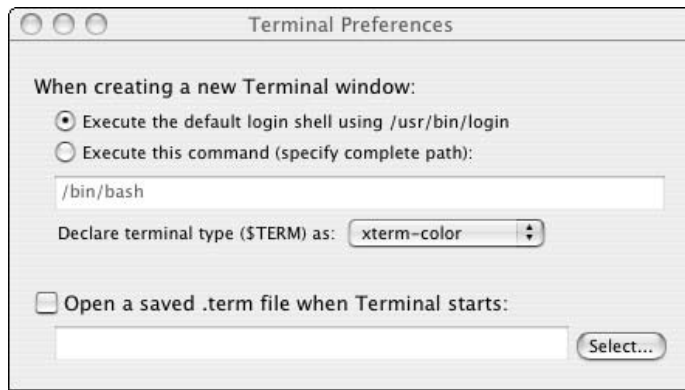 Terminal Preferences
When creating a new Terminal window:
Execute the default login shell using /usr/bin/login
Execute this command (specify complete path):
/bin/bash
Declare terminal type ($TERM) as: xterm-color
Open a saved .term file when Terminal starts:
Select...